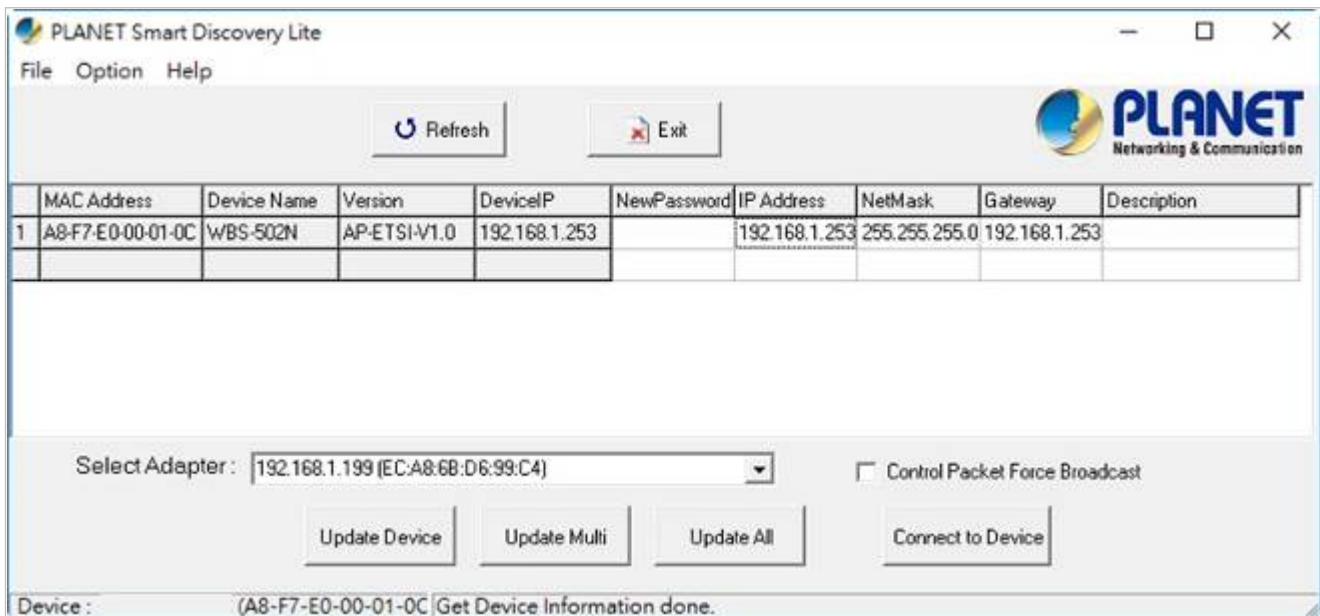 PLANET Smart Discovery Lite
File Option Help
Refresh Exit
PLANET
Networking & Communication
MAC Address Device Name Version DeviceIP NewPassword IP Address NetMask Gateway Description
1 A8-F7-E0-00-01-0C WBS-502N AP-ETSI-V1.0 192.168.1.253 192.168.1.253 255.255.255.0 192.168.1.253
Select Adapter : 192.168.1.199 (EC:A8:6B:D6:99:C4) Control Packet Force Broadcast
Update Device Update Multi Update All Connect to Device
Device : (A8-F7-E0-00-01-0C Get Device Information done.